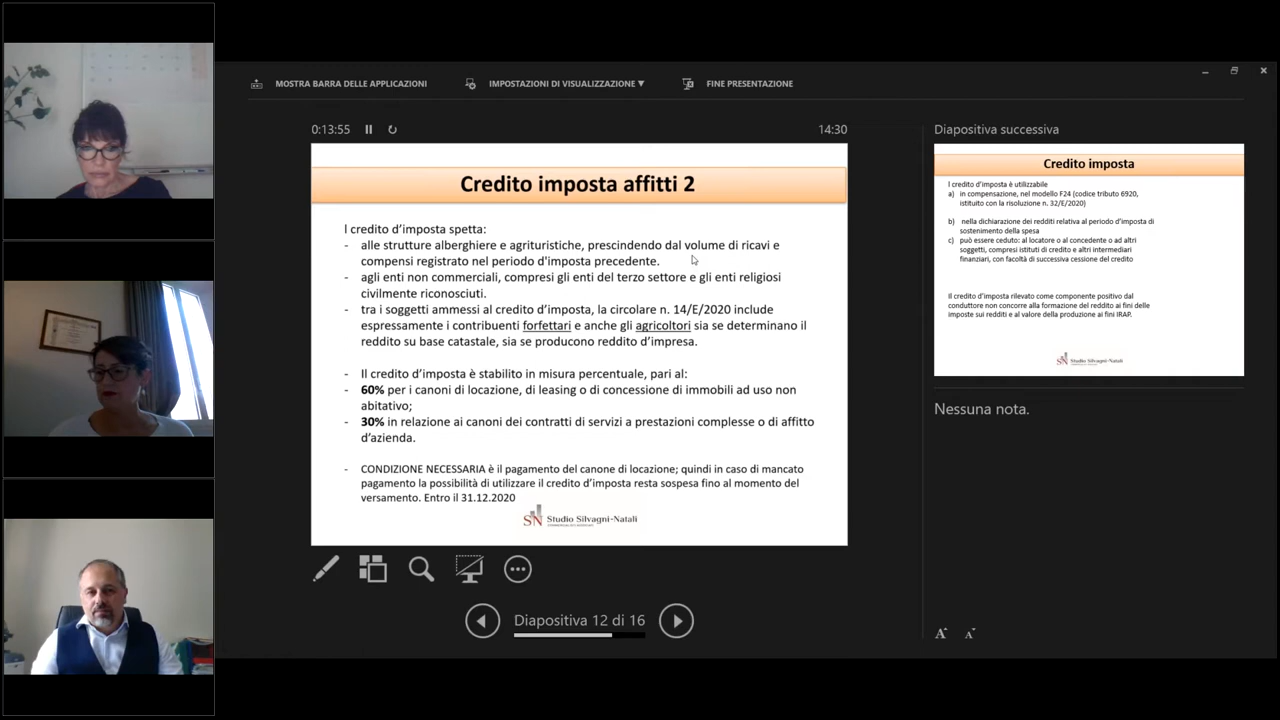 MOSTRA BARRA DELLE APPLICAZIONI
IMPOSTAZIONI DI VISUALIZZAZIONE ▼
FINE PRESENTAZIONE
0:13:55
14:30
Credito imposta affitti 2
l credito d'imposta spetta:
- alle strutture alberghiere e agrituristiche, prescindendo dal volume di ricavi e
compensi registrato nel periodo d'imposta precedente.
- agli enti non commerciali, compresi gli enti del terzo settore e gli enti religiosi
civilmente riconosciuti.
- tra i soggetti ammessi al credito d'imposta, la circolare n. 14/E/2020 include
espressamente i contribuenti forfettari e anche gli agricoltori sia se determinano il
reddito su base catastale, sia se producono reddito d'impresa.
- Il credito d'imposta è stabilito in misura percentuale, pari al:
- 60% per i canoni di locazione, di leasing o di concessione di immobili ad uso non
abitativo;
- 30% in relazione ai canoni dei contratti di servizi a prestazioni complesse o di affitto
d'azienda.
- CONDIZIONE NECESSARIA è il pagamento del canone di locazione; quindi in caso di mancato
pagamento la possibilità di utilizzare il credito d'imposta resta sospesa fino al momento del
versamento. Entro il 31.12.2020
SN Studio Silvagni-Natali
Diapositiva 12 di 16
Diapositiva successiva
Credito imposta
l credito d'imposta è utilizzabile
a) in compensazione, nel modello F24 (codice tributo 6920,
istituito con la risoluzione n. 32/E/2020)
b) nella dichiarazione dei redditi relativa al periodo d'imposta di
sostenimento della spesa
c) può essere ceduto: al locatore o al concedente o ad altri
soggetti, compresi istituti di credito e altri intermediari
finanziari, con facoltà di successiva cessione del credito
Il credito d'imposta rilevato come componente positivo dal
conduttore non concorre alla formazione del reddito ai fini delle
imposte sui redditi e al valore della produzione ai fini IRAP.
SN Studio Silvagni-Natali
Nessuna nota.
A A